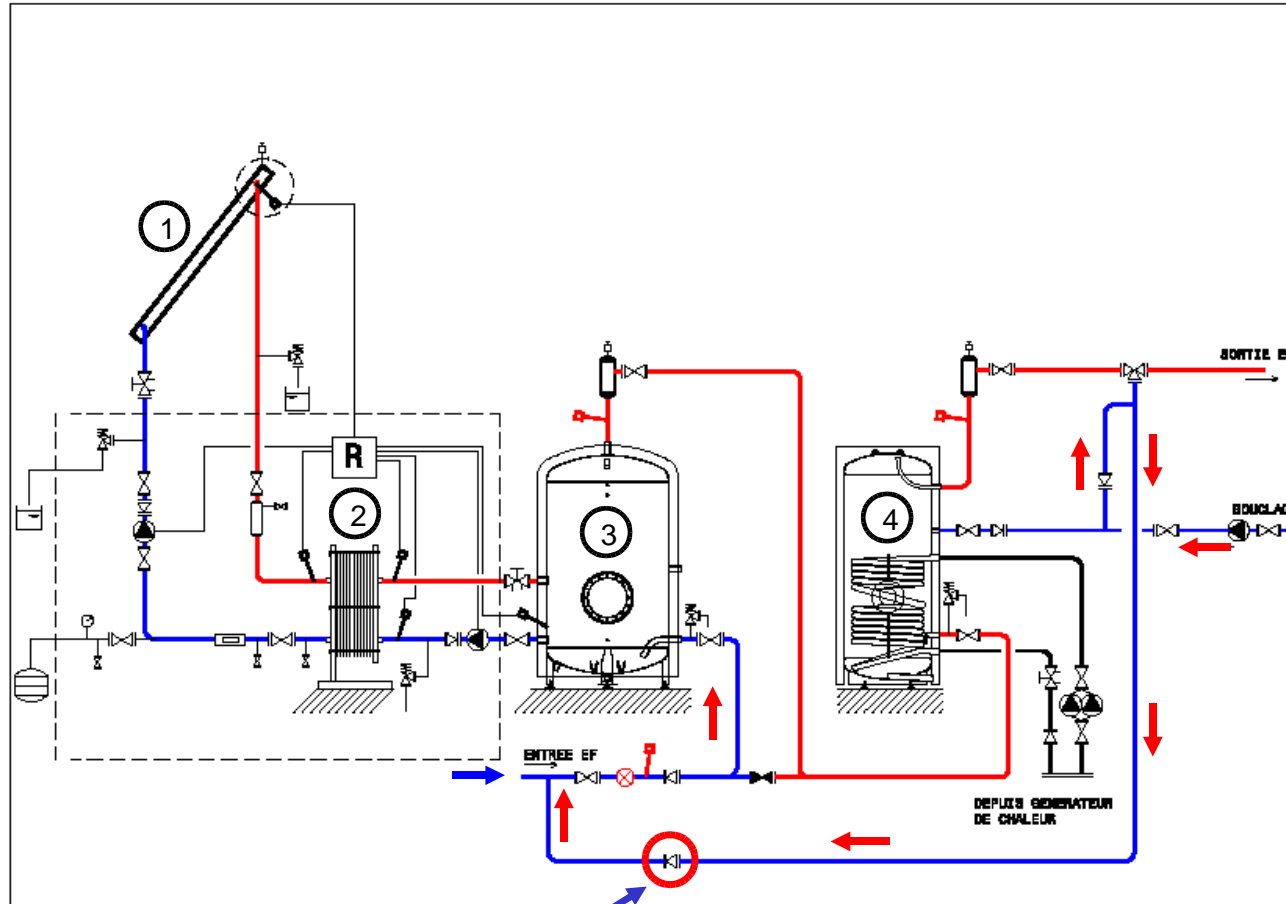 1
SORTIE E
R
2
3
4
BOUCLAG
ENTREE EF
DEPUIS GENERATEUR
DE CHALEUR